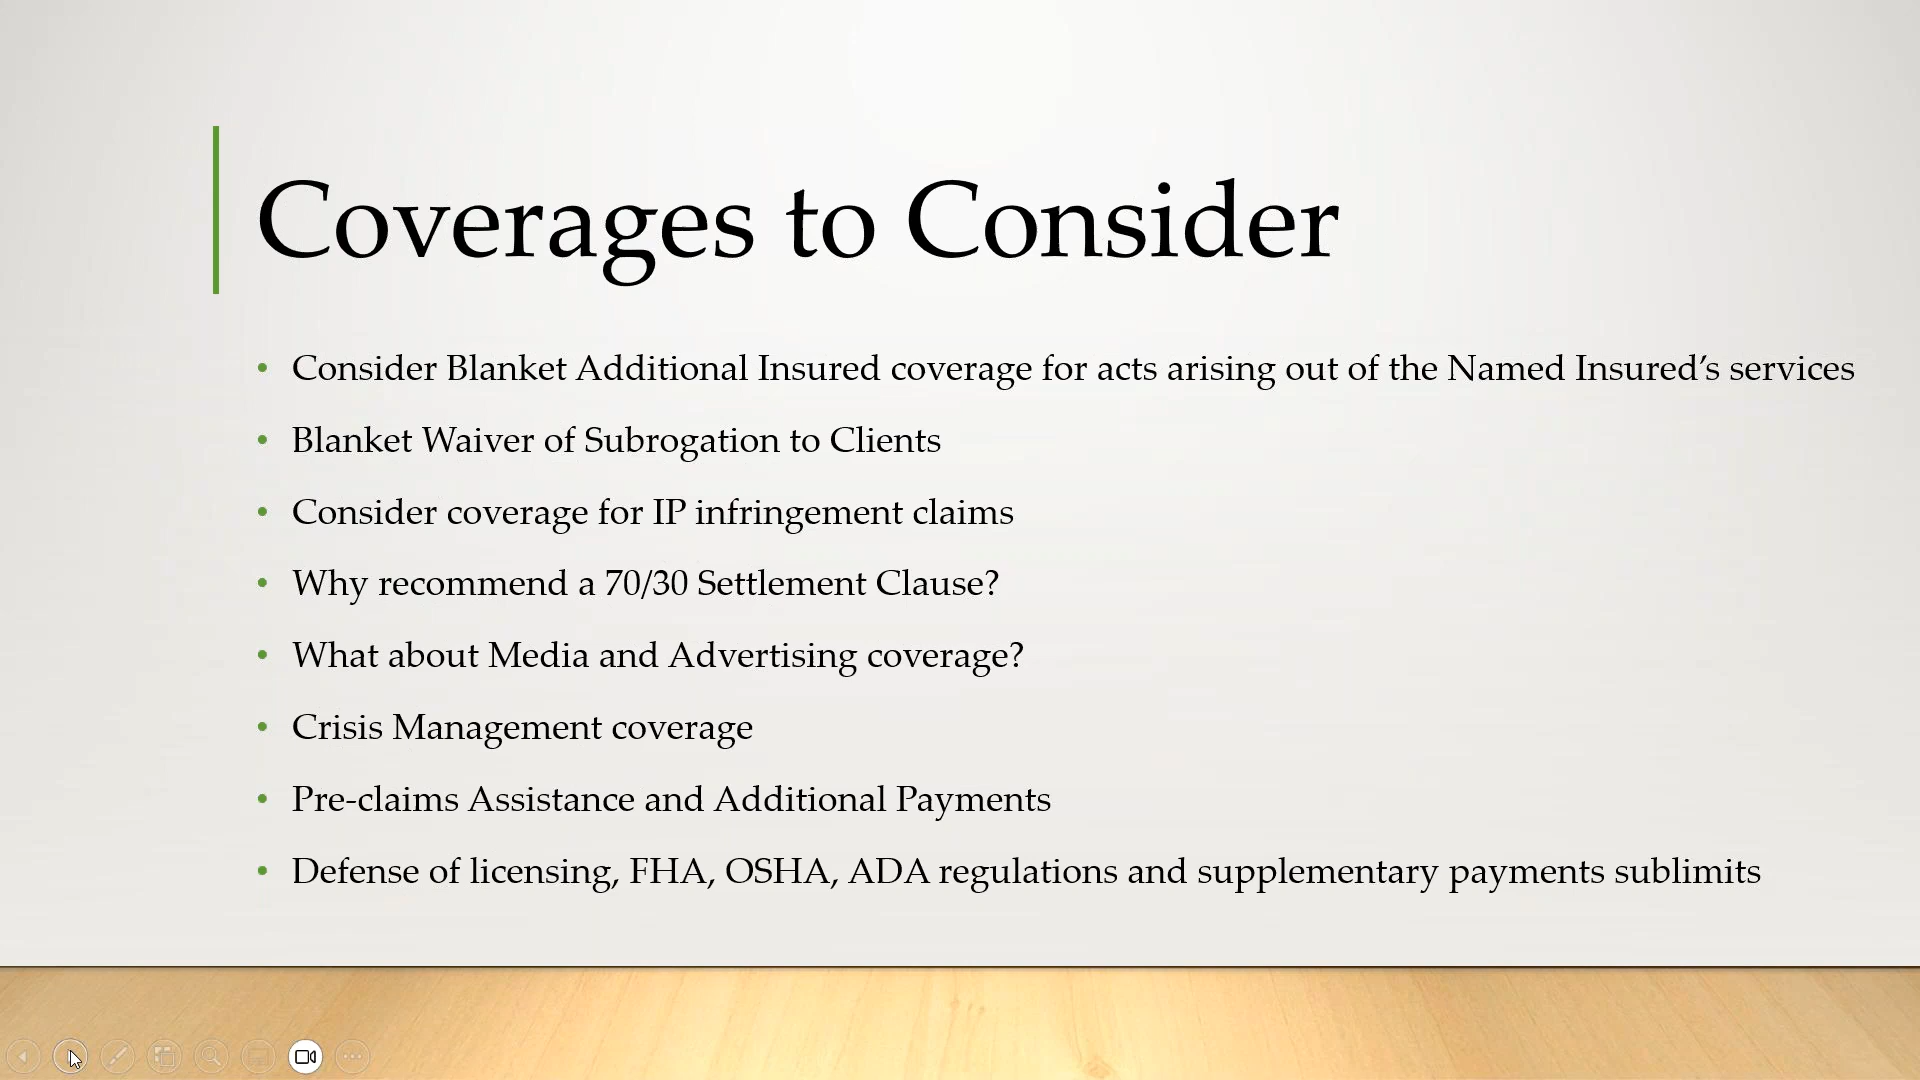 Coverages to Consider
• Consider Blanket Additional Insured coverage for acts arising out of the Named Insured’s services
• Blanket Waiver of Subrogation to Clients
• Consider coverage for IP infringement claims
• Why recommend a 70/30 Settlement Clause?
• What about Media and Advertising coverage?
• Crisis Management coverage
• Pre-claims Assistance and Additional Payments
• Defense of licensing, FHA, OSHA, ADA regulations and supplementary payments sublimits